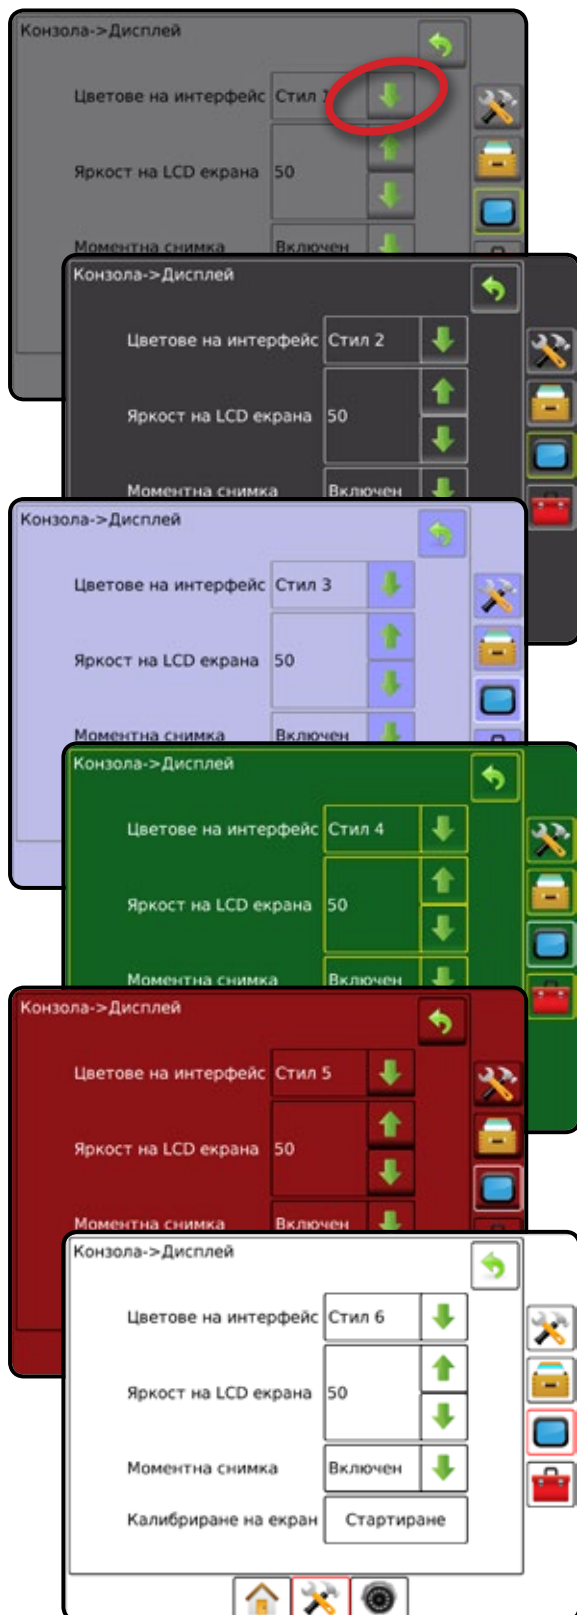 Конзола->Дисплей
Цветове на интерфейс Стил 1
Яркост на LCD екрана 50
Моментна снимка Включен
Конзола->Дисплей
Цветове на интерфейс Стил 2
Яркост на LCD екрана 50
Моментна снимка Включен
Конзола->Дисплей
Цветове на интерфейс Стил 3
Яркост на LCD екрана 50
Моментна снимка Включен
Конзола->Дисплей
Цветове на интерфейс Стил 4
Яркост на LCD екрана 50
Моментна снимка Включен
Конзола->Дисплей
Цветове на интерфейс Стил 5
Яркост на LCD екрана 50
Моментна снимка Включен
Конзола->Дисплей
Цветове на интерфейс Стил 6
Яркост на LCD екрана 50
Моментна снимка Включен
Калибриране на екран Стартиране